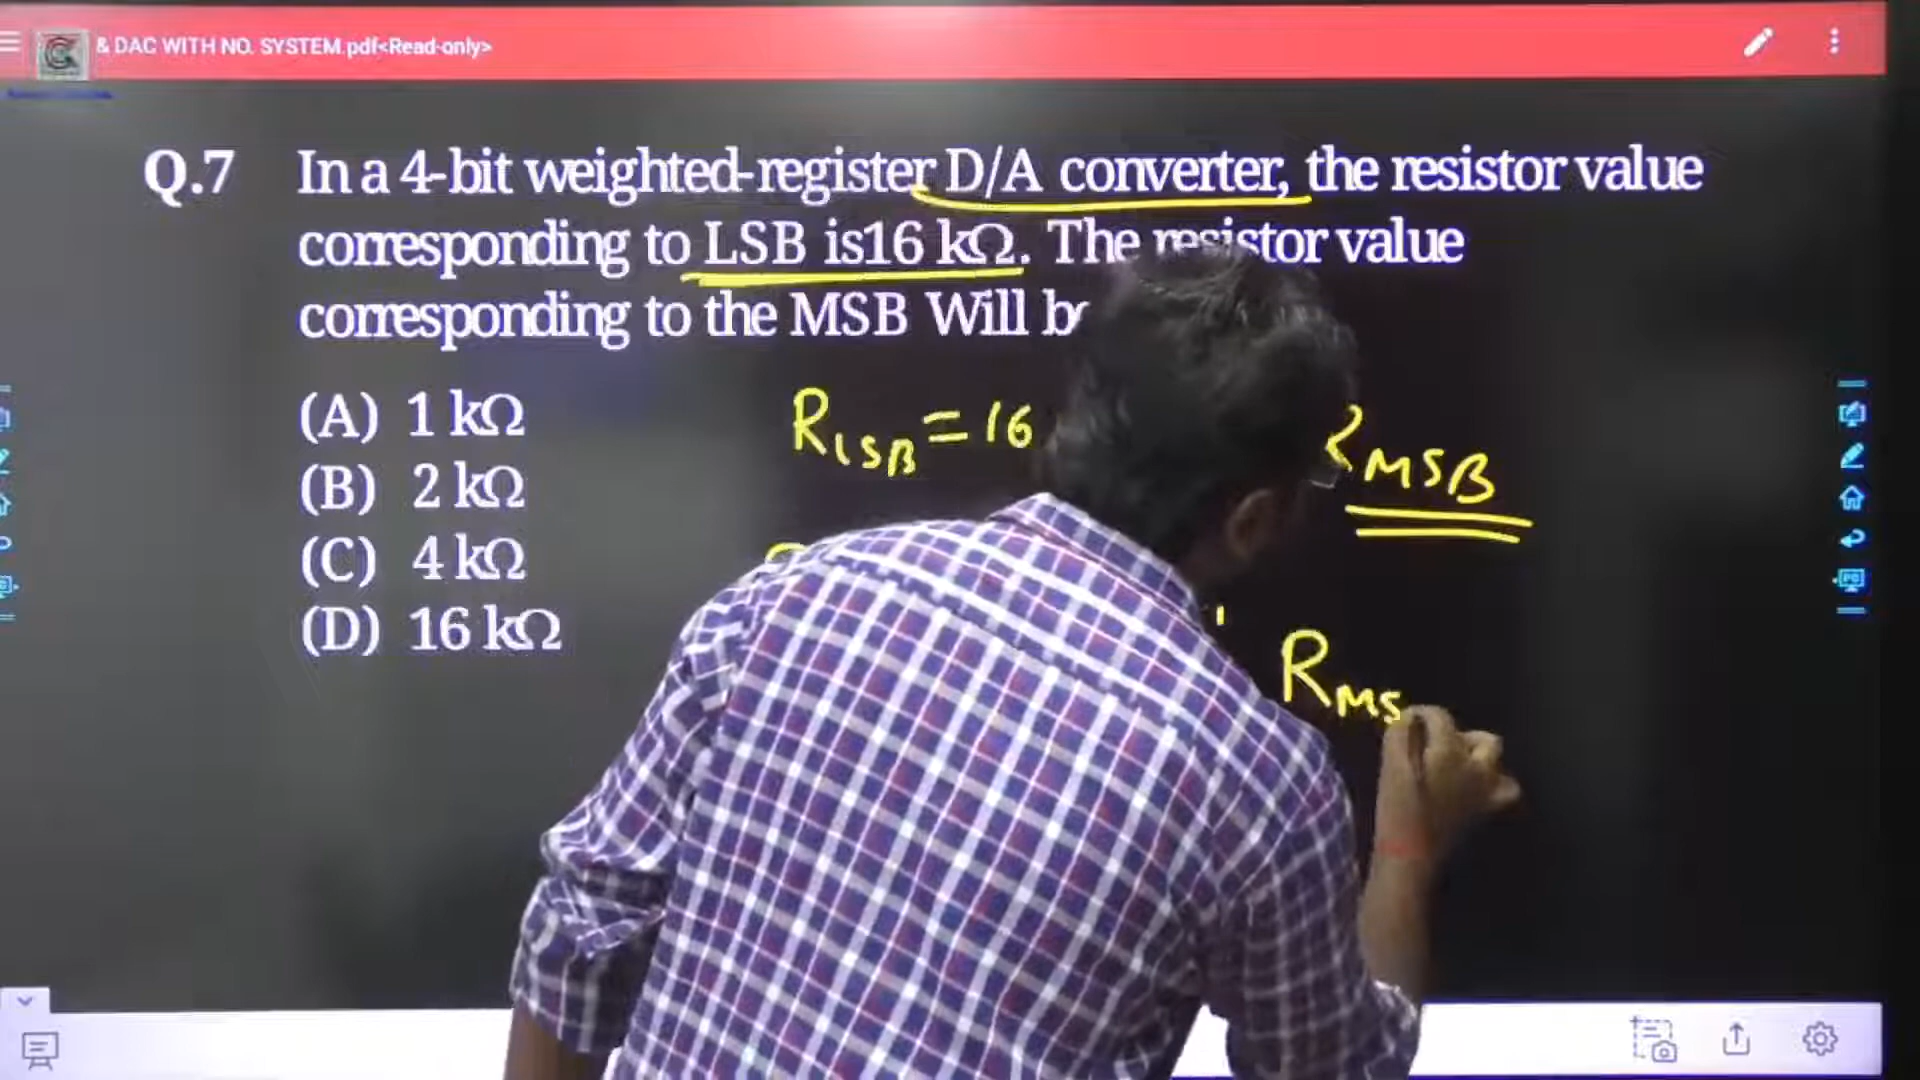 & DAC WITH NO. SYSTEM.pdf<Read-only>
Q.7 In a 4-bit weighted-register D/A converter, the resistor value
corresponding to LSB is16 kΩ. The resistor value
corresponding to the MSB Will
(A) 1 kΩ
(B) 2 kΩ
(C) 4 kΩ
(D) 16 kΩ
RLSB = 16
MSB
RMS